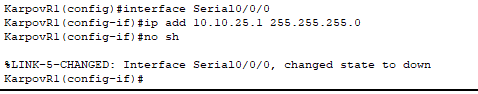 KarpovR1(config)#interface Serial0/0/0
KarpovR1(config-if)#ip add 10.10.25.1 255.255.255.0
KarpovR1(config-if)#no sh
%LINK-5-CHANGED: Interface Serial0/0/0, changed state to down
KarpovR1(config-if)#